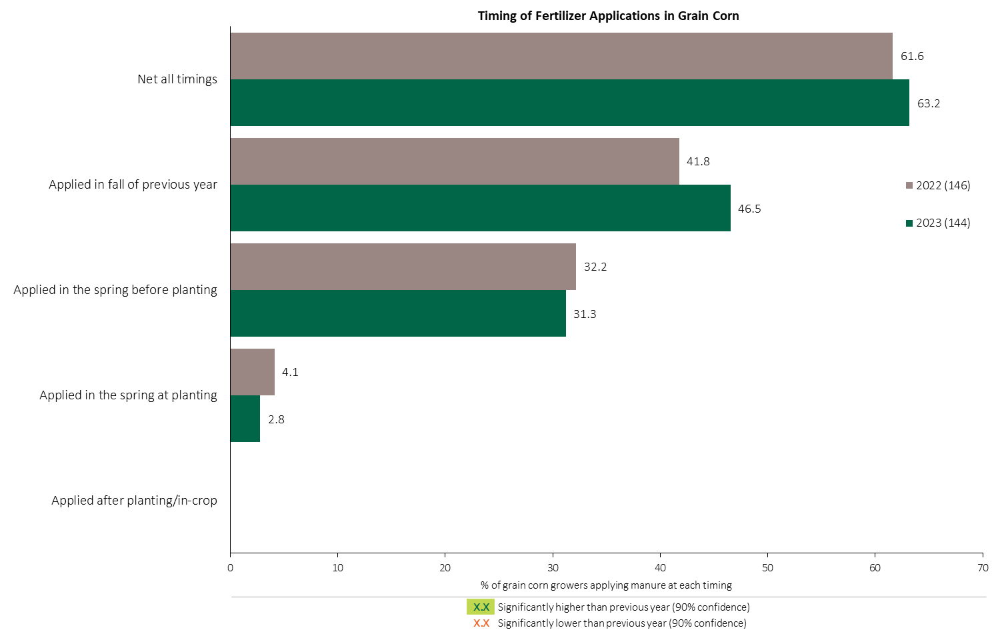 Timing of Fertilizer Applications in Grain Corn
Net all timings
61.6
63.2
Applied in fall of previous year
41.8
46.5
2022 (146)
2023 (144)
Applied in the spring before planting
32.2
31.3
Applied in the spring at planting
4.1
2.8
Applied after planting/in-crop
0 10 20 30 40 50 60 70
% of grain corn growers applying manure at each timing
X.X Significantly higher than previous year (90% confidence)
X.X Significantly lower than previous year (90% confidence)